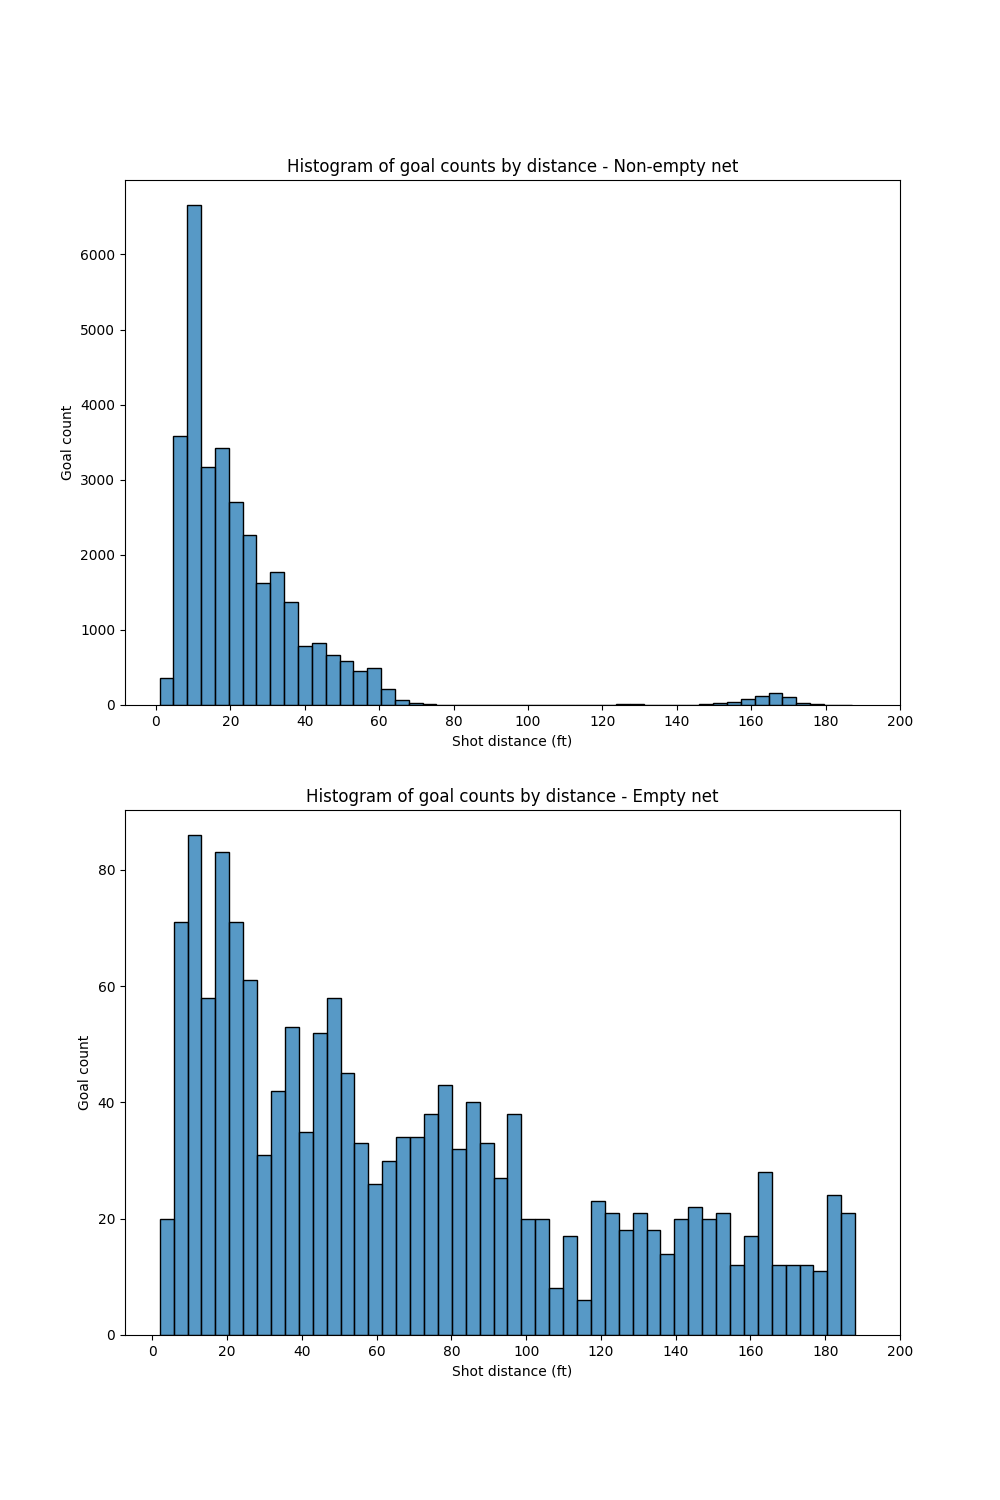 Histogram of goal counts by distance - Non-empty net
6000
5000
4000
3000
2000
1000
0
Goal count
0 20 40 60 80 100 120 140 160 180 200
Shot distance (ft)
Histogram of goal counts by distance - Empty net
80
60
40
20
0
Goal count
0 20 40 60 80 100 120 140 160 180 200
Shot distance (ft)